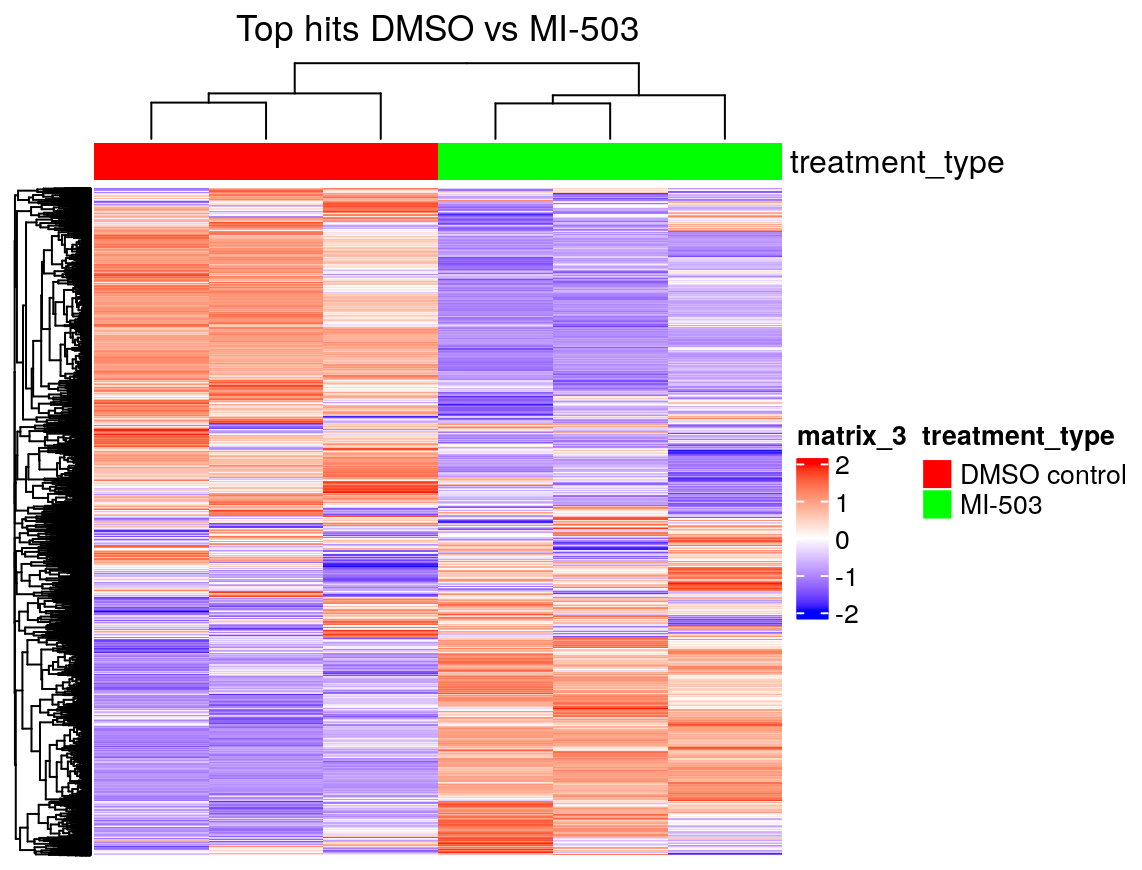 Top hits DMSO vs MI-503
treatment_type
matrix_3
2
1
0
-1
-2
treatment_type
DMSO control
MI-503